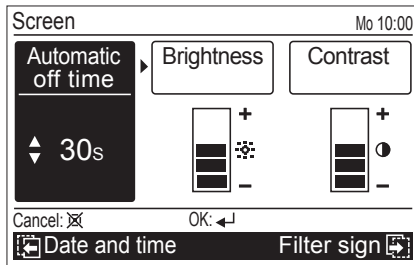 Screen Mo 10:00
Automatic off time Brightness Contrast
30s
+ +
– –
Cancel: OK:
Date and time Filter sign